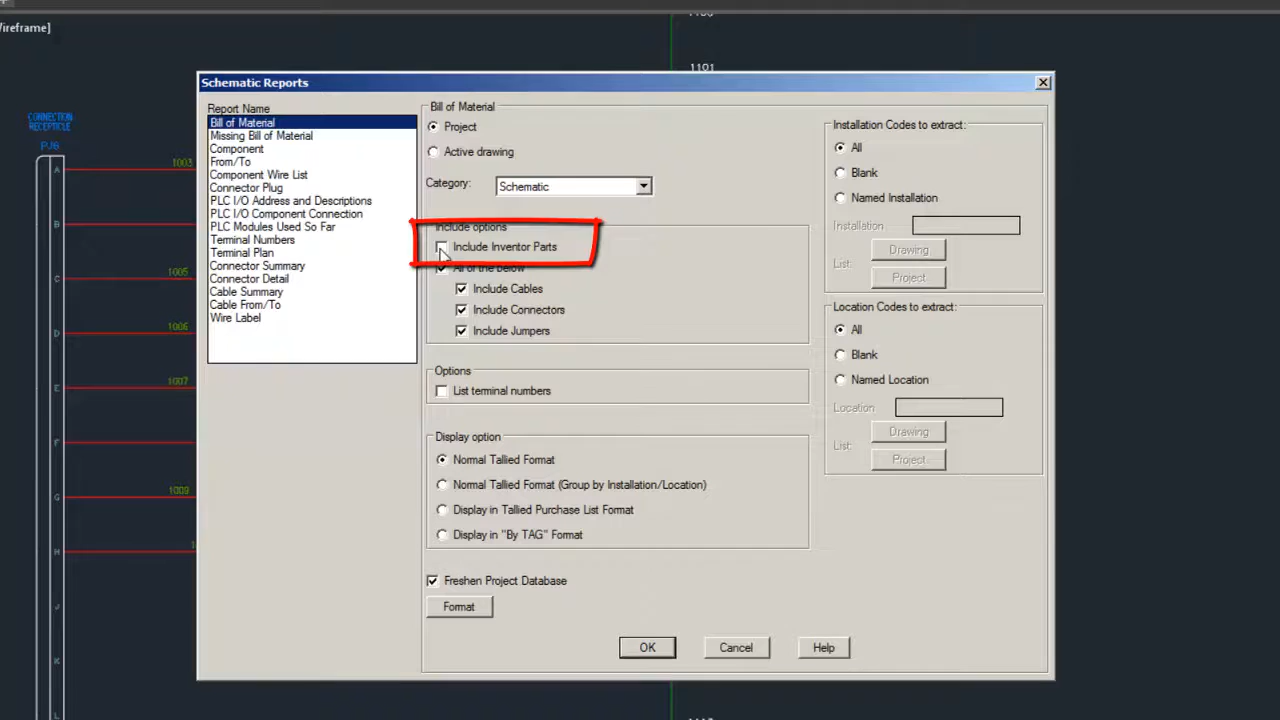 Wireframe]
1101
CONNECTION
RECEPTICLE
PJ6
A
1003
B
C
1005
D
1006
E
1007
F
G
1009
H
J
K
L
Schematic Reports
Report Name
Bill of Material
Missing Bill of Material
Component
From/To
Component Wire List
Connector Plug
PLC I/O Address and Descriptions
PLC I/O Component Connection
PLC Modules Used So Far
Terminal Numbers
Terminal Plan
Connector Summary
Connector Detail
Cable Summary
Cable From/To
Wire Label
Bill of Material
Project
Active drawing
Category:
Schematic
Include options
Include Inventor Parts
All of the below
Include Cables
Include Connectors
Include Jumpers
Options
List terminal numbers
Display option
Normal Tallied Format
Normal Tallied Format (Group by Installation/Location)
Display in Tallied Purchase List Format
Display in "By TAG" Format
Freshen Project Database
Format
Installation Codes to extract:
All
Blank
Named Installation
Installation
List:
Drawing
Project
Location Codes to extract:
All
Blank
Named Location
Location
List:
Drawing
Project
OK
Cancel
Help